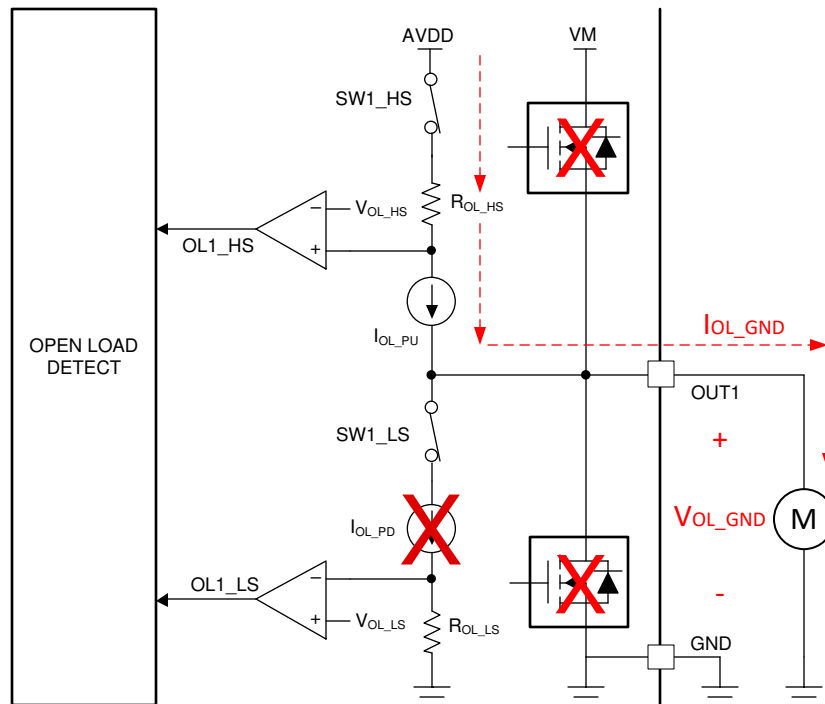 AVDD
VM
SW1_HS
VOL_HS
ROL_HS
−
+
OL1_HS
IOL_PU
IOL_GND
OPEN LOAD
DETECT
OUT1
SW1_LS
+
IOL_PD
VOL_GND
M
OL1_LS
−
+
VOL_LS
ROL_LS
-
GND